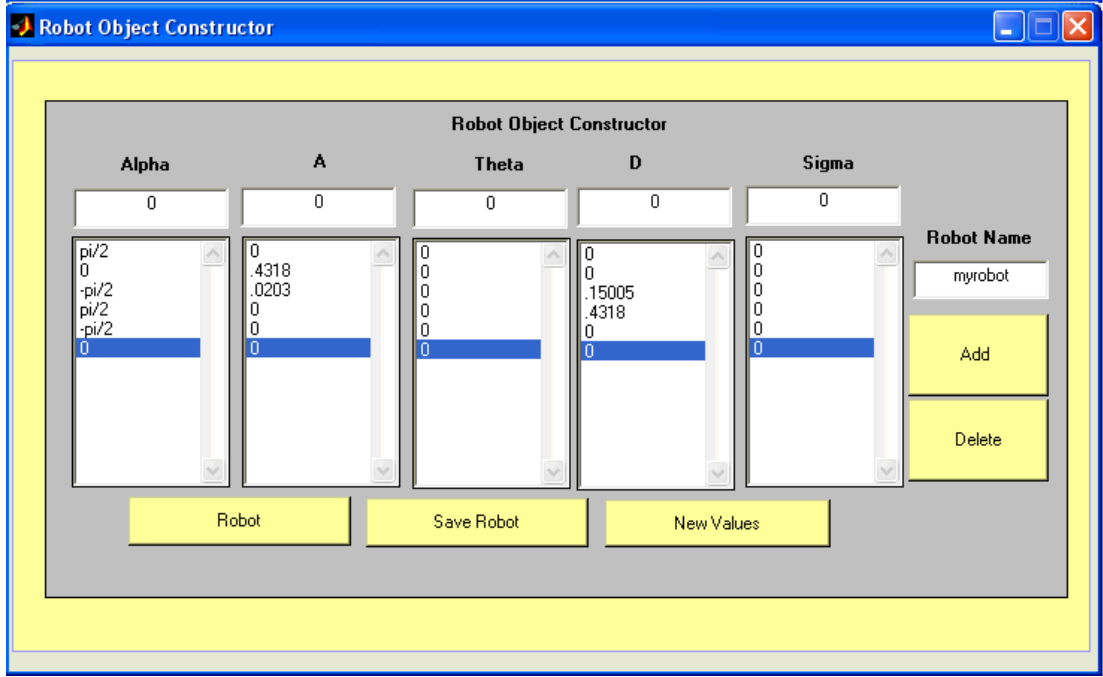 Robot Object Constructor
Robot Object Constructor
Alpha A Theta D Sigma
0 0 0 0 0
Robot Name
myrobot
pi/2 0 0 0 0
0 .4318 0 0 0
-pi/2 .0203 0 .15005 0
pi/2 0 0 .4318 0
-pi/2 0 0 0 0
0 0 0 0 0
Add
Delete
Robot Save Robot New Values